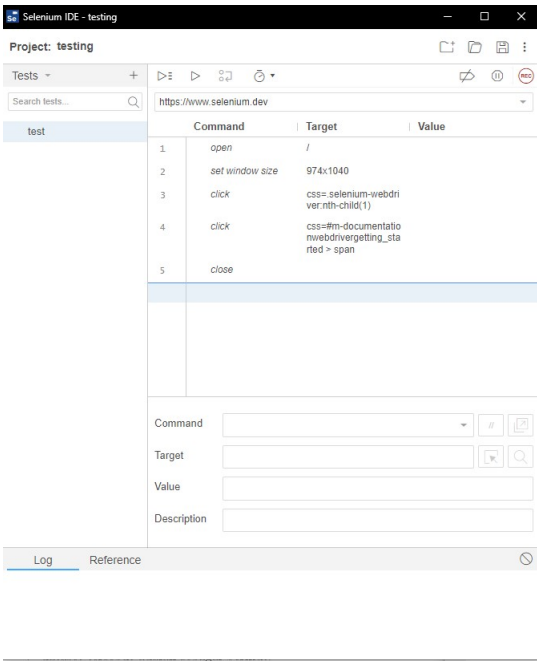 Se Selenium IDE - testing
Project: testing
Tests
REC
Search tests...
https://www.selenium.dev
test
Command Target Value
1 open /
2 set window size 974x1040
3 click css=.selenium-webdri
ver:nth-child(1)
4 click css=#m-documentatio
nwebdrivergetting_sta
rted > span
5 close
Command
//
Target
Value
Description
Log Reference